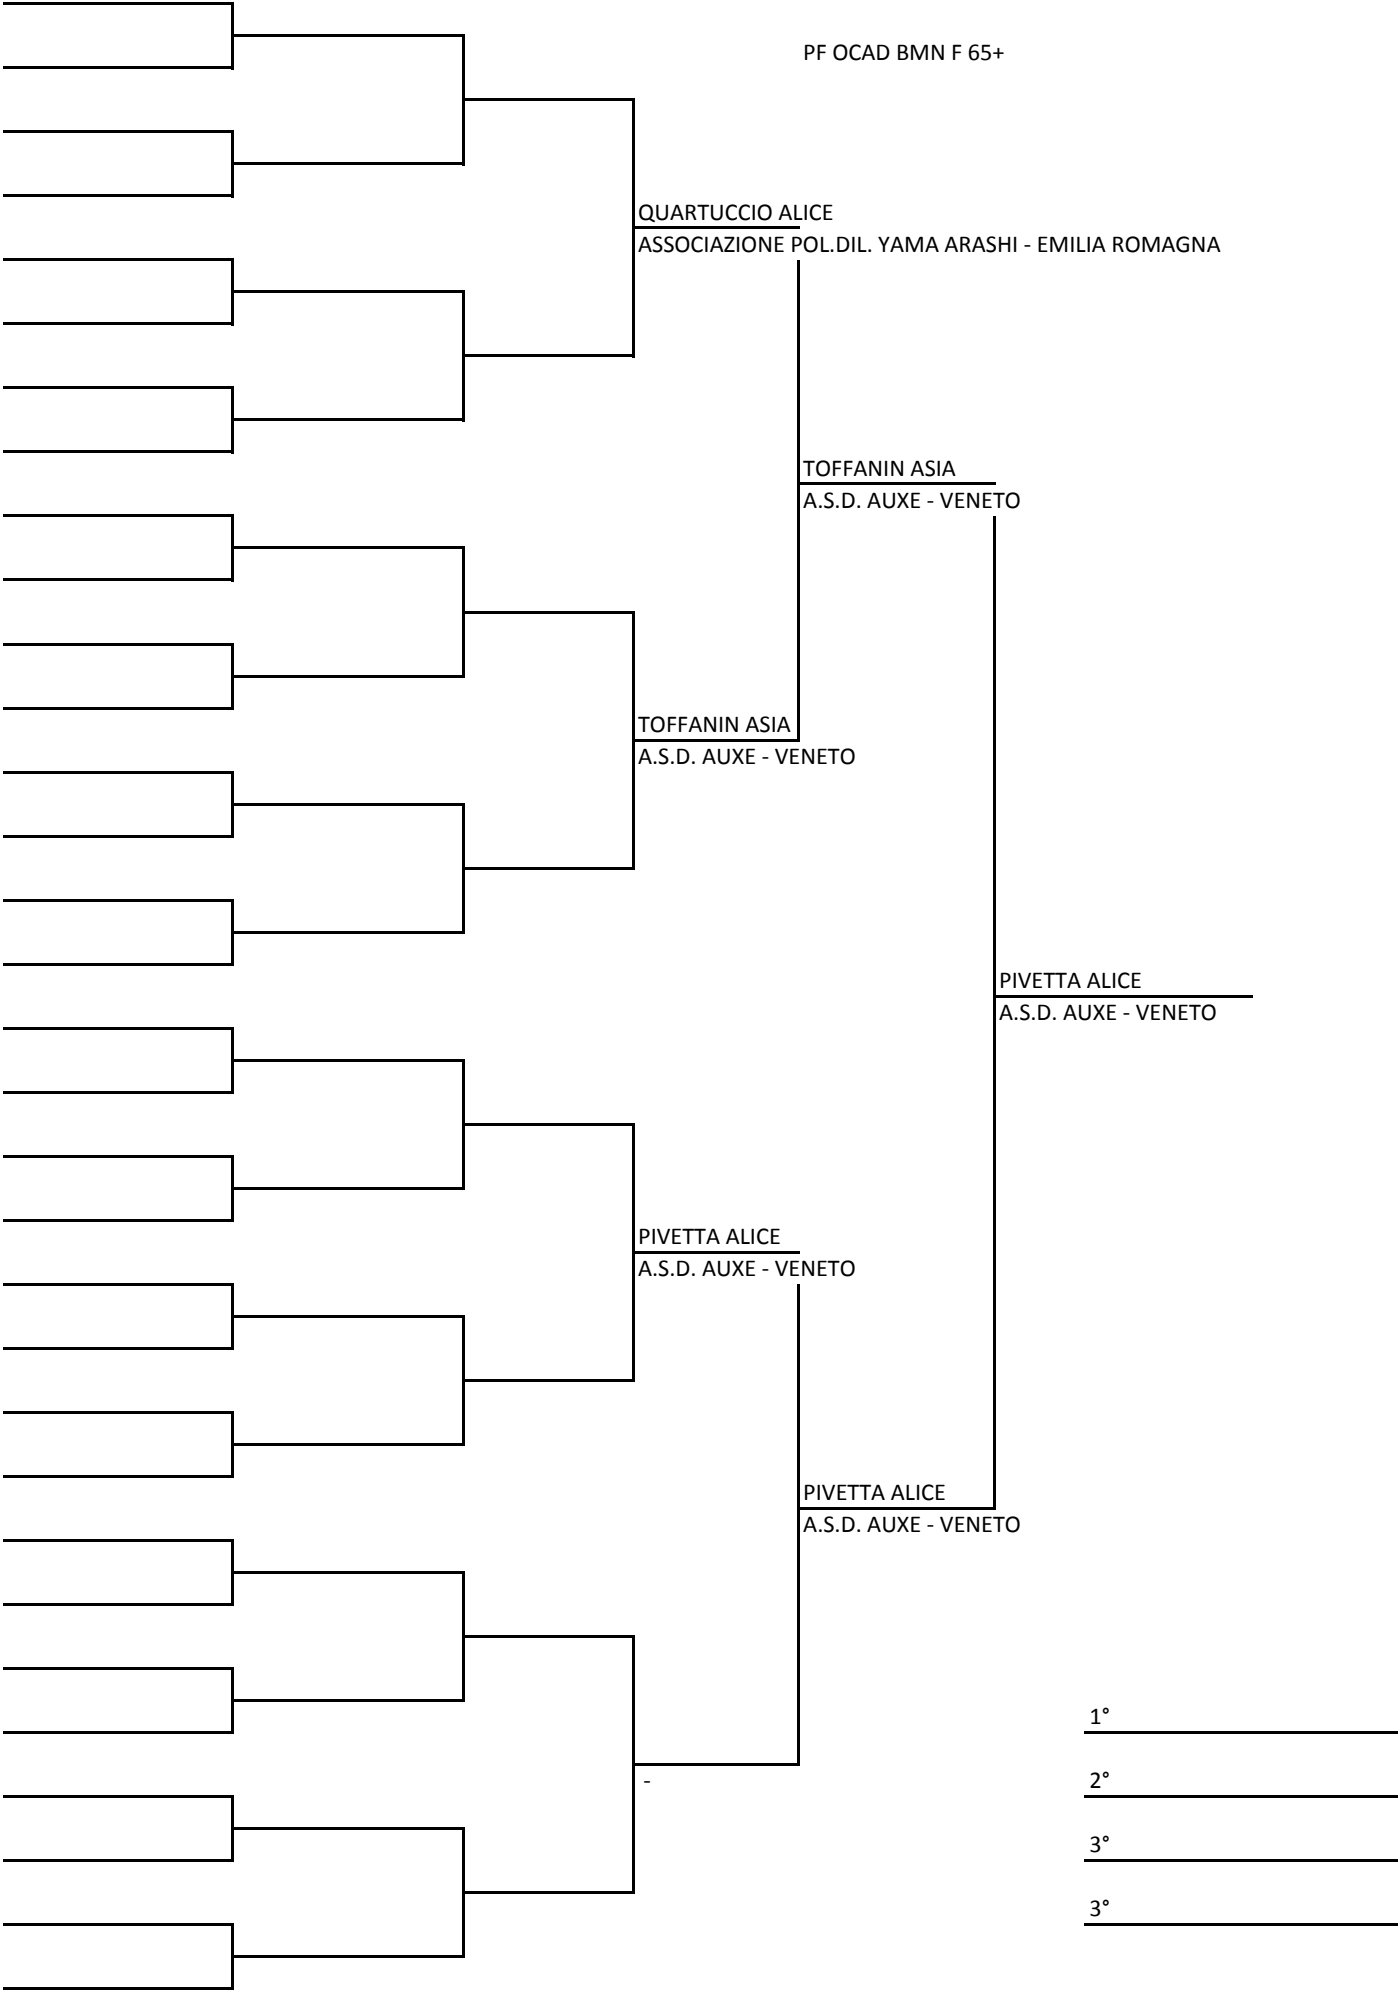 PF OCAD BMN F 65+
QUARTUCCIO ALICE
ASSOCIAZIONE POL.DIL. YAMA ARASHI - EMILIA ROMAGNA
TOFFANIN ASIA
A.S.D. AUXE - VENETO
TOFFANIN ASIA
A.S.D. AUXE - VENETO
PIVETTA ALICE
A.S.D. AUXE - VENETO
PIVETTA ALICE
A.S.D. AUXE - VENETO
PIVETTA ALICE
A.S.D. AUXE - VENETO
1°
-
2°
3°
3°